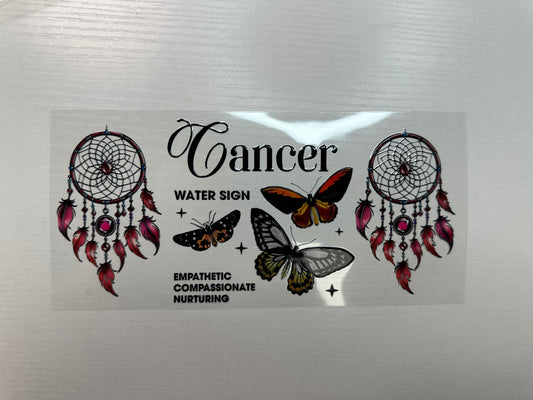 Cancer
WATER SIGN
EMPATHETIC
COMPASSIONATE
NURTURING